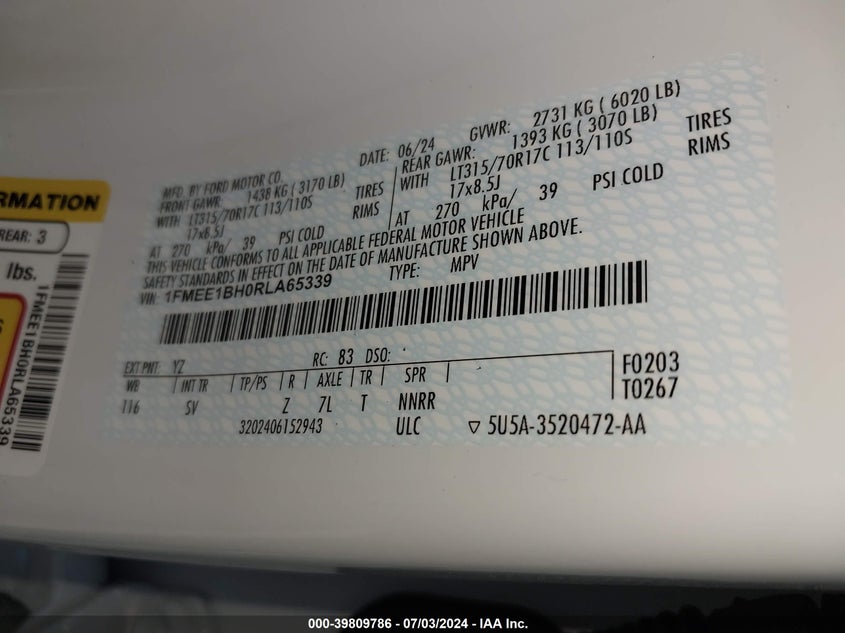 RMATION
REAR: 3
lbs.
1FMEE1BH0RLA65339
MFD. BY FORD MOTOR CO.
DATE: 06/24
GVWR: 2731 KG ( 6020 LB)
FRONT GAWR: 1438 KG ( 3170 LB)
REAR GAWR: 1393 KG ( 3070 LB)
WITH LT315/70R17C 113/110S TIRES
WITH LT315/70R17C 113/110S TIRES
17x8.5J RIMS
17x8.5J RIMS
AT 270 kPa/ 39 PSI COLD
AT 270 kPa/ 39 PSI COLD
THIS VEHICLE CONFORMS TO ALL APPLICABLE FEDERAL MOTOR VEHICLE
SAFETY STANDARDS IN EFFECT ON THE DATE OF MANUFACTURE SHOWN ABOVE.
VIN: 1FMEE1BH0RLA65339
TYPE: MPV
EXT PNT: YZ RC: 83 DSO:
WB INT TR TP/PS R AXLE TR SPR
116 SV Z 7L T NNRR
F0203
T0267
3202406152943 ULC 5U5A-3520472-AA
000-39809786 - 07/03/2024 - IAA Inc.